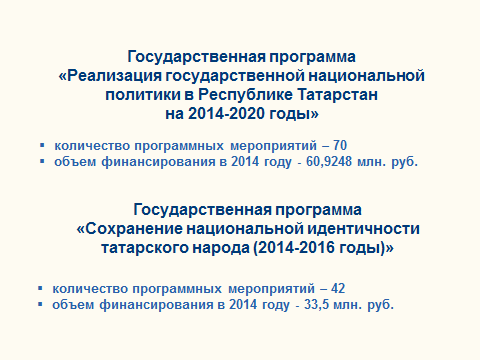 Государственная программа
«Реализация государственной национальной
политики в Республике Татарстан
на 2014-2020 годы»
▪ количество программных мероприятий – 70
▪ объем финансирования в 2014 году - 60,9248 млн. руб.
Государственная программа
«Сохранение национальной идентичности
татарского народа (2014-2016 годы)»
▪ количество программных мероприятий – 42
▪ объем финансирования в 2014 году - 33,5 млн. руб.